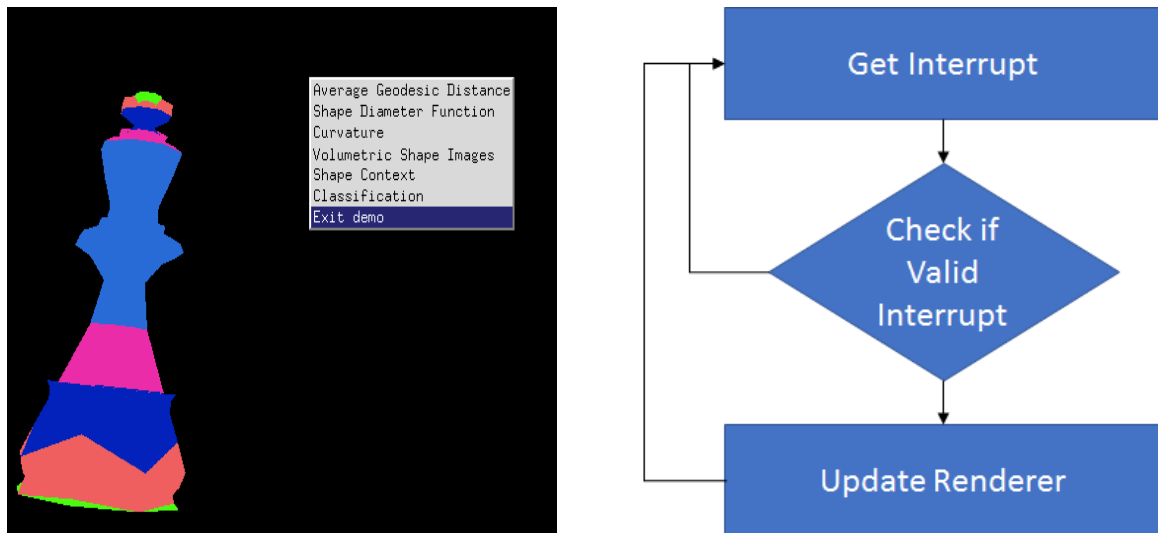 Average Geodesic Distance
Shape Diameter Function
Curvature
Volumetric Shape Images
Shape Context
Classification
Exit demo
Get Interrupt
Check if
Valid
Interrupt
Update Renderer